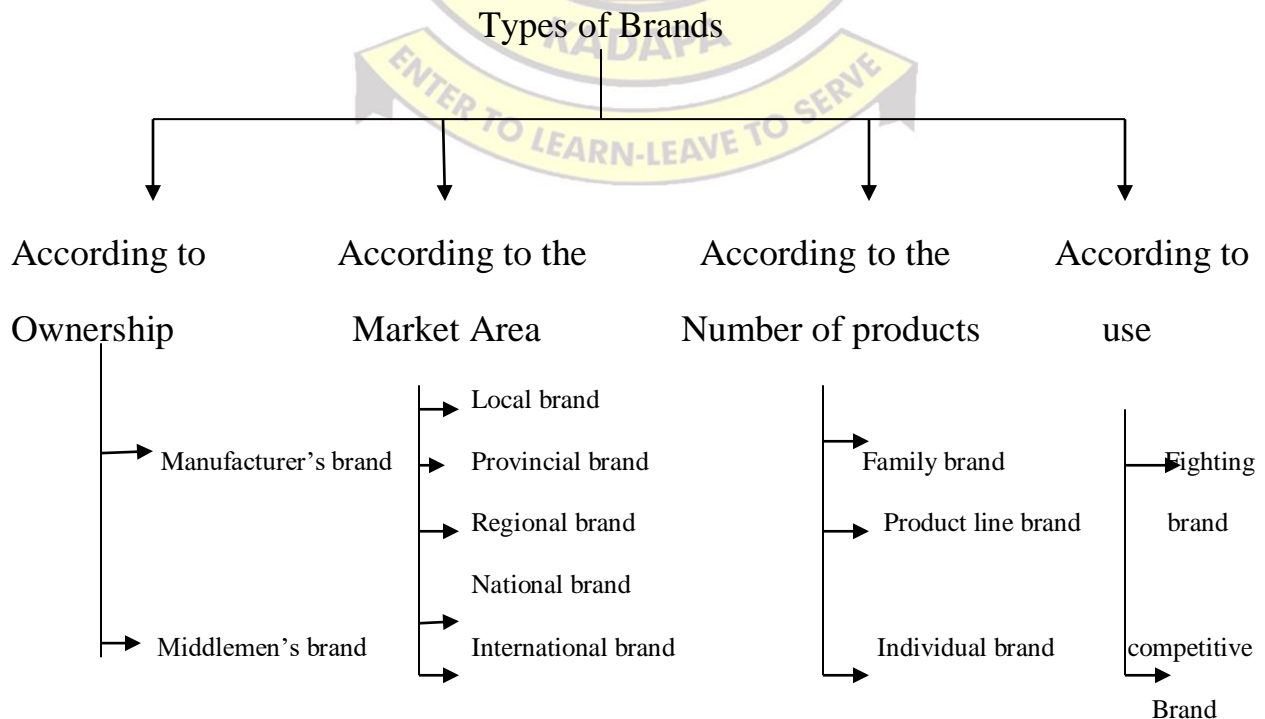 Types of Brands
KADAPA
ENTER TO LEARN-LEAVE TO SERVE
According to
Ownership
Manufacturer’s brand
Middlemen’s brand
According to the
Market Area
Local brand
Provincial brand
Regional brand
National brand
International brand
According to the
Number of products
Family brand
Product line brand
Individual brand
According to
use
Fighting
brand
competitive
Brand